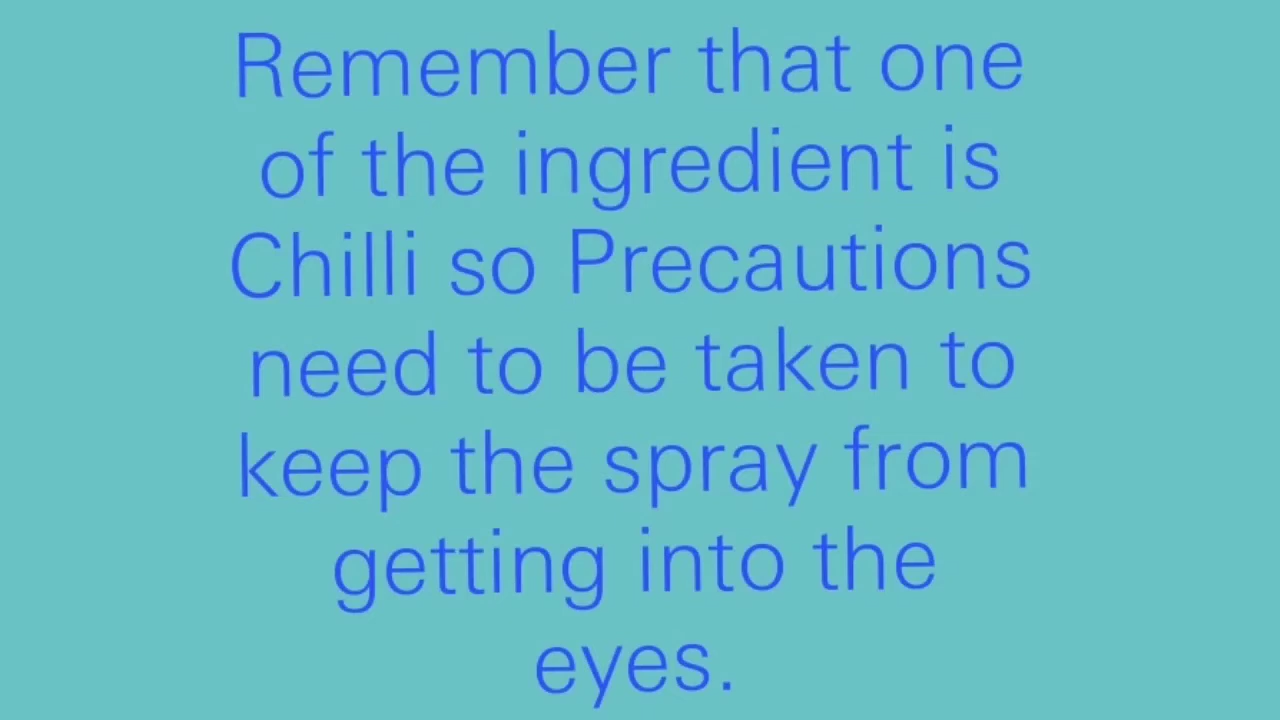 Remember that one
of the ingredient is
Chilli so Precautions
need to be taken to
keep the spray from
getting into the
eyes.